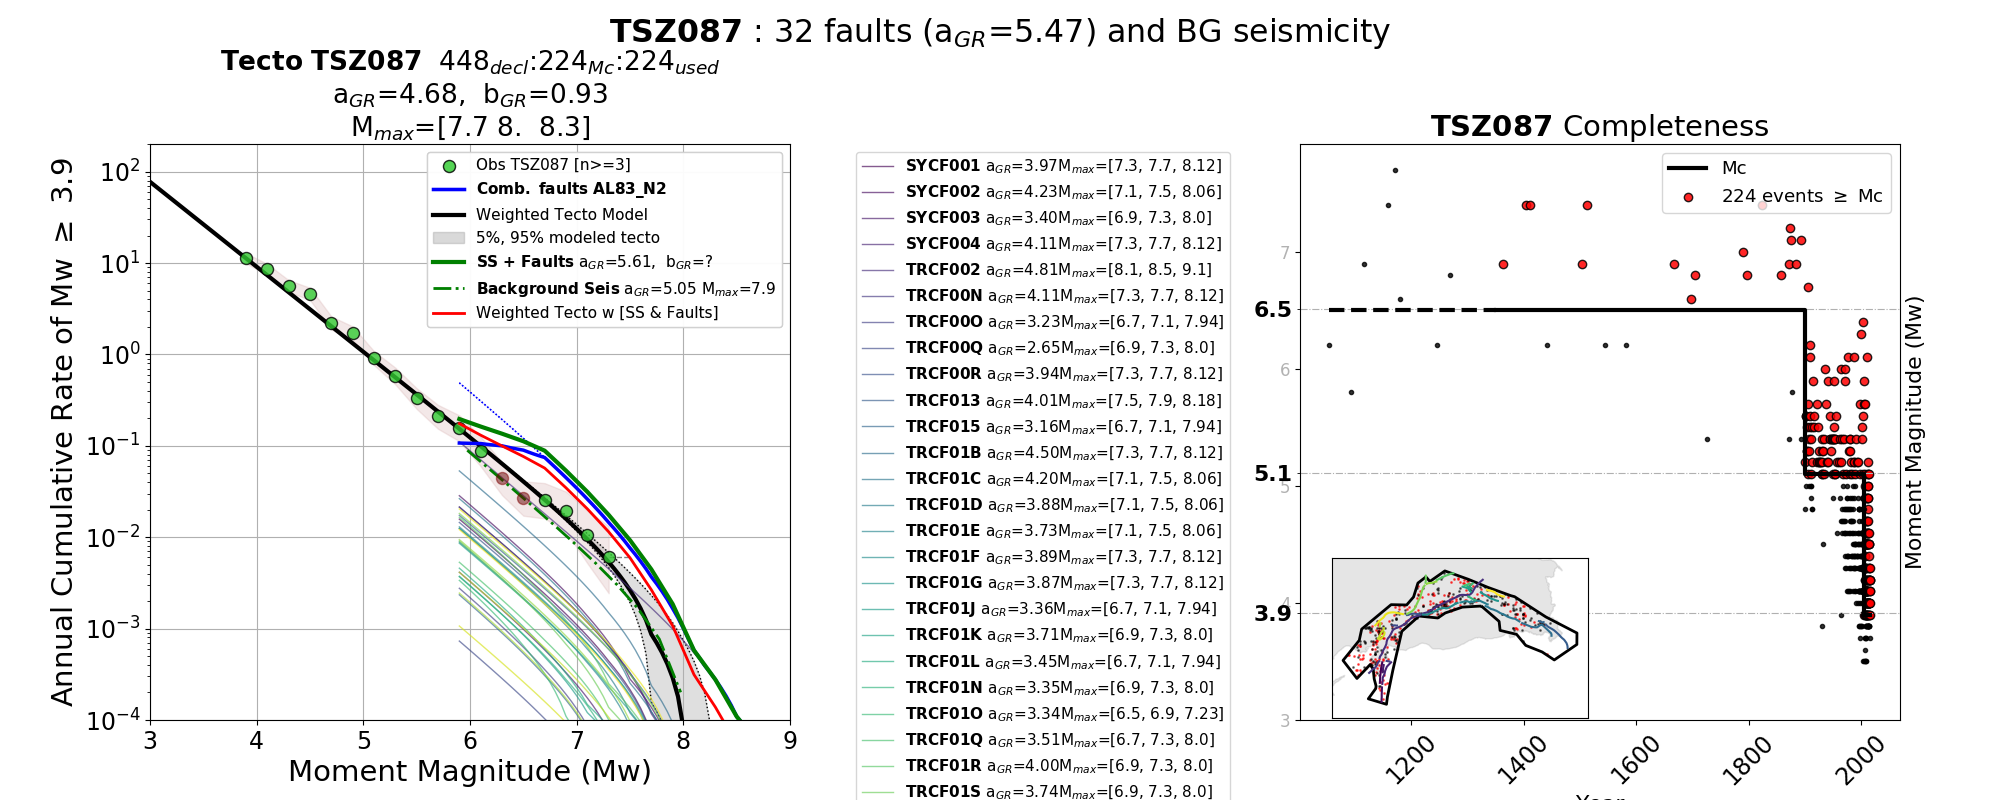 TSZ087 : 32 faults (aGR=5.47) and BG seismicity
Tecto TSZ087 448decl:224Mc:224used
aGR=4.68, bGR=0.93
Mmax=[7.7 8. 8.3]
Annual Cumulative Rate of Mw ≥ 3.9
10²
10¹
10⁰
10⁻¹
10⁻²
10⁻³
10⁻⁴
Obs TSZ087 [n>=3]
Comb. faults AL83_N2
Weighted Tecto Model
5%, 95% modeled tecto
SS + Faults aGR=5.61, bGR=?
Background Seis aGR=5.05 Mmax=7.9
Weighted Tecto w [SS & Faults]
3 4 5 6 7 8 9
Moment Magnitude (Mw)
SYCF001 aGR=3.97Mmax=[7.3, 7.7, 8.12]
SYCF002 aGR=4.23Mmax=[7.1, 7.5, 8.06]
SYCF003 aGR=3.40Mmax=[6.9, 7.3, 8.0]
SYCF004 aGR=4.11Mmax=[7.3, 7.7, 8.12]
TRCF002 aGR=4.81Mmax=[8.1, 8.5, 9.1]
TRCF00N aGR=4.11Mmax=[7.3, 7.7, 8.12]
TRCF00O aGR=3.23Mmax=[6.7, 7.1, 7.94]
TRCF00Q aGR=2.65Mmax=[6.9, 7.3, 8.0]
TRCF00R aGR=3.94Mmax=[7.3, 7.7, 8.12]
TRCF013 aGR=4.01Mmax=[7.5, 7.9, 8.18]
TRCF015 aGR=3.16Mmax=[6.7, 7.1, 7.94]
TRCF01B aGR=4.50Mmax=[7.3, 7.7, 8.12]
TRCF01C aGR=4.20Mmax=[7.1, 7.5, 8.06]
TRCF01D aGR=3.88Mmax=[7.1, 7.5, 8.06]
TRCF01E aGR=3.73Mmax=[7.1, 7.5, 8.06]
TRCF01F aGR=3.89Mmax=[7.3, 7.7, 8.12]
TRCF01G aGR=3.87Mmax=[7.3, 7.7, 8.12]
TRCF01J aGR=3.36Mmax=[6.7, 7.1, 7.94]
TRCF01K aGR=3.71Mmax=[6.9, 7.3, 8.0]
TRCF01L aGR=3.45Mmax=[6.7, 7.1, 7.94]
TRCF01N aGR=3.35Mmax=[6.9, 7.3, 8.0]
TRCF01O aGR=3.34Mmax=[6.5, 6.9, 7.23]
TRCF01Q aGR=3.51Mmax=[6.7, 7.3, 8.0]
TRCF01R aGR=4.00Mmax=[6.9, 7.3, 8.0]
TRCF01S aGR=3.74Mmax=[6.9, 7.3, 8.0]
TSZ087 Completeness
Mc
224 events ≥ Mc
7
6.5
6
5.1
5
4
3.9
3
Moment Magnitude (Mw)
1200 1400 1600 1800 2000
Year